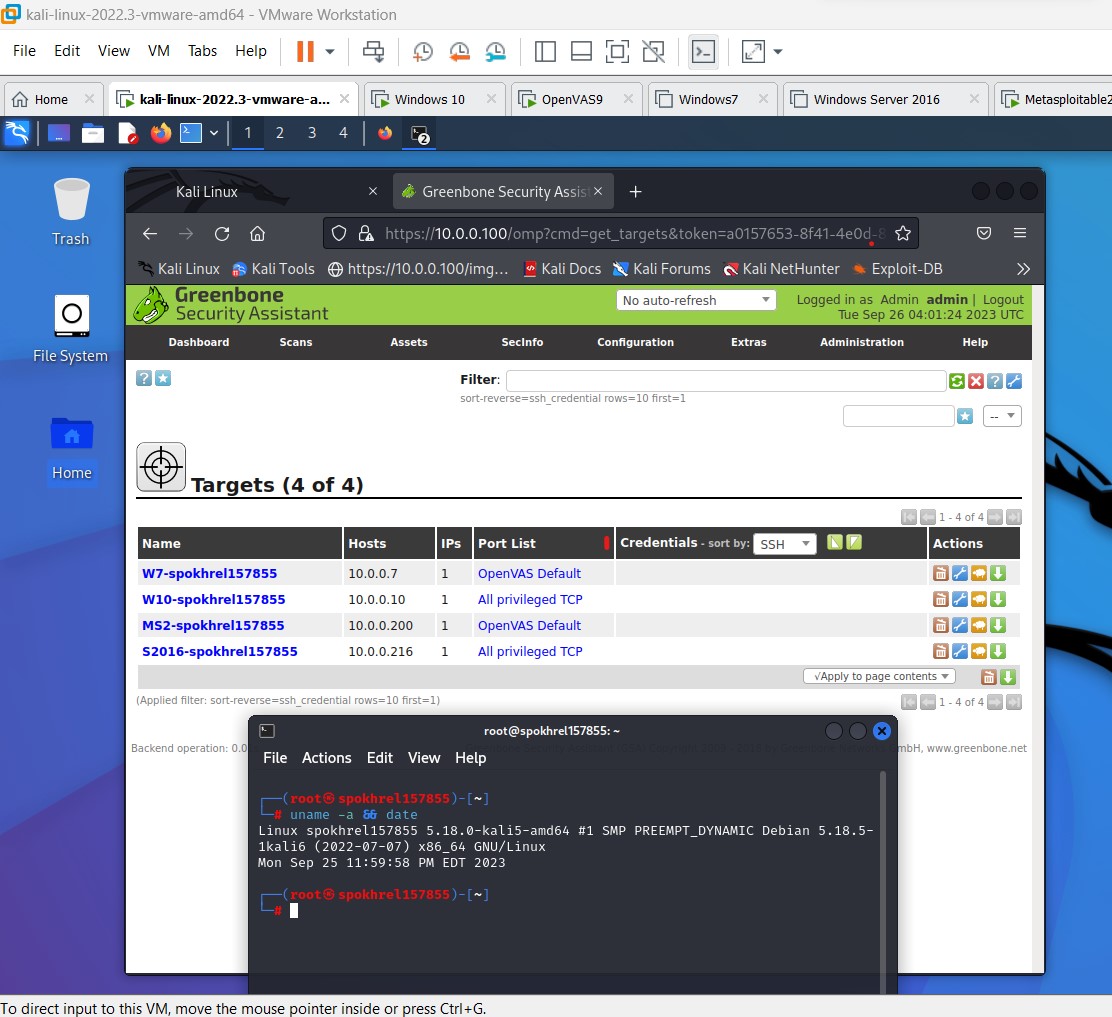 kali-linux-2022.3-vmware-amd64 - VMware Workstation
File Edit View VM Tabs Help
Home kali-linux-2022.3-vmware-a... Windows 10 OpenVAS9 Windows7 Windows Server 2016 Metasploitable2
1 2 3 4 2
Trash
File System
Home
Kali Linux Greenbone Security Assis
https://10.0.0.100/omp?cmd=get_targets&token=a0157653-8f41-4e0d-8
Kali Linux Kali Tools https://10.0.0.100/img... Kali Docs Kali Forums Kali NetHunter Exploit-DB
Greenbone
Security Assistant
No auto-refresh
Logged in as Admin admin | Logout
Tue Sep 26 04:01:24 2023 UTC
Dashboard Scans Assets SecInfo Configuration Extras Administration Help
Filter:
sort-reverse=ssh_credential rows=10 first=1
--
Targets (4 of 4)
1 - 4 of 4
Name Hosts IPs Port List Credentials - sort by: SSH Actions
W7-spokhrel157855 10.0.0.7 1 OpenVAS Default
W10-spokhrel157855 10.0.0.10 1 All privileged TCP
MS2-spokhrel157855 10.0.0.200 1 OpenVAS Default
S2016-spokhrel157855 10.0.0.216 1 All privileged TCP
√Apply to page contents
(Applied filter: sort-reverse=ssh_credential rows=10 first=1)
1 - 4 of 4
Backend operation: 0.0
mbH, www.greenbone.net
root@spokhrel157855: ~
File Actions Edit View Help
┌──(root㉿spokhrel157855)-[~]
└─# uname -a && date
Linux spokhrel157855 5.18.0-kali5-amd64 #1 SMP PREEMPT_DYNAMIC Debian 5.18.5-
1kali6 (2022-07-07) x86_64 GNU/Linux
Mon Sep 25 11:59:58 PM EDT 2023
┌──(root㉿spokhrel157855)-[~]
└─#
To direct input to this VM, move the mouse pointer inside or press Ctrl+G.